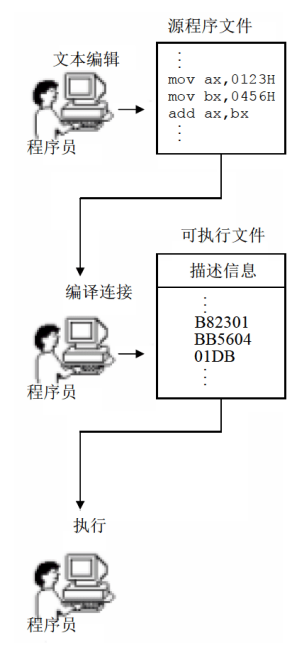 源程序文件
文本编辑
mov ax,0123H
mov bx,0456H
add ax,bx
程序员
可执行文件
描述信息
编译连接
B82301
BB5604
01DB
程序员
执行
程序员